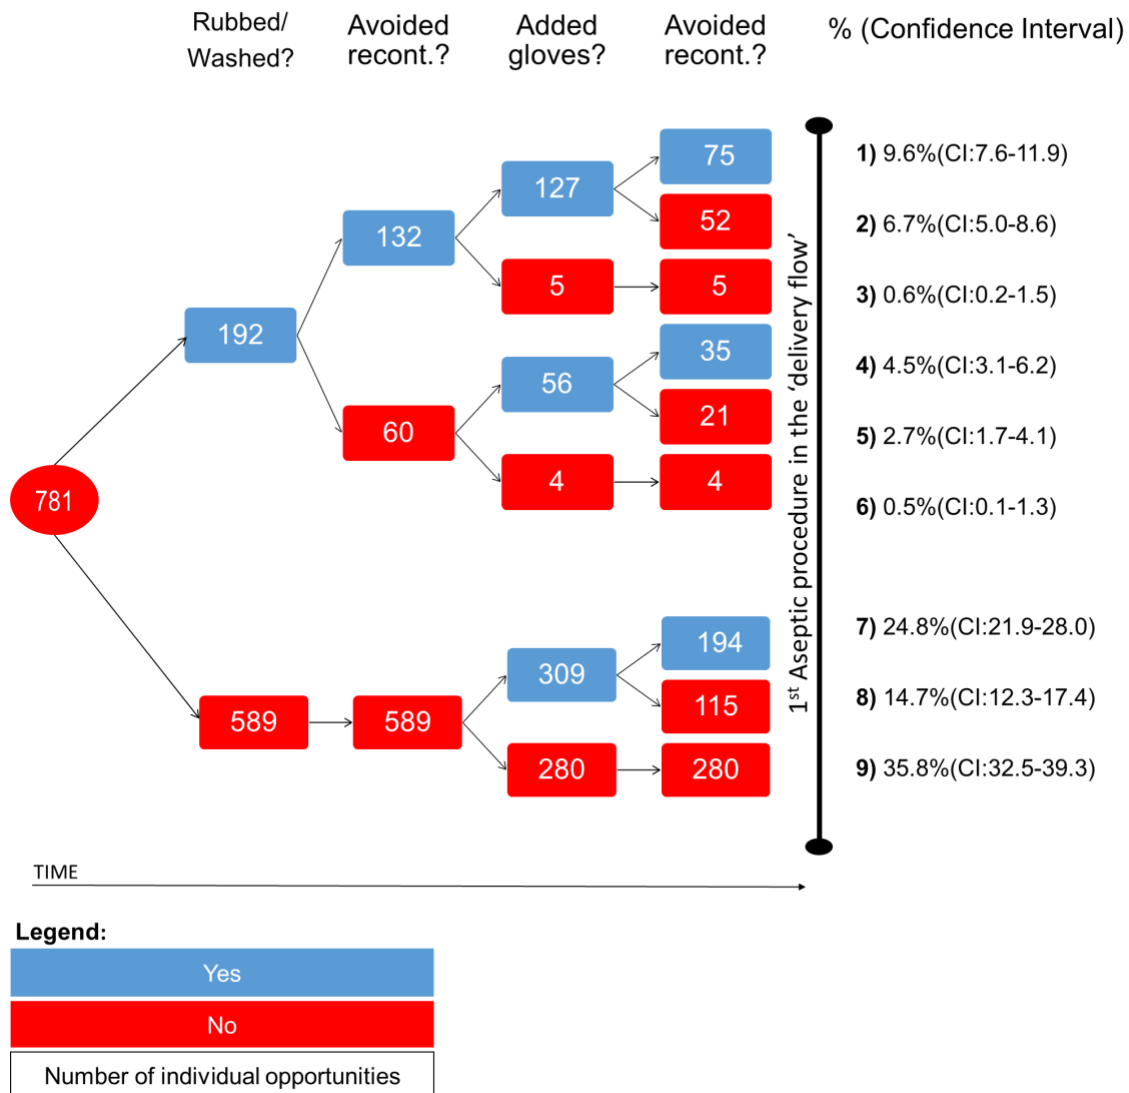 Rubbed/
Washed?
Avoided
recont.?
Added
gloves?
Avoided
recont.?
% (Confidence Interval)
781
192
589
132
60
589
127
5
56
4
309
280
75
52
5
35
21
4
194
115
280
1st Aseptic procedure in the ‘delivery flow’
1) 9.6%(CI:7.6-11.9)
2) 6.7%(CI:5.0-8.6)
3) 0.6%(CI:0.2-1.5)
4) 4.5%(CI:3.1-6.2)
5) 2.7%(CI:1.7-4.1)
6) 0.5%(CI:0.1-1.3)
7) 24.8%(CI:21.9-28.0)
8) 14.7%(CI:12.3-17.4)
9) 35.8%(CI:32.5-39.3)
TIME
Legend:
Yes
No
Number of individual opportunities